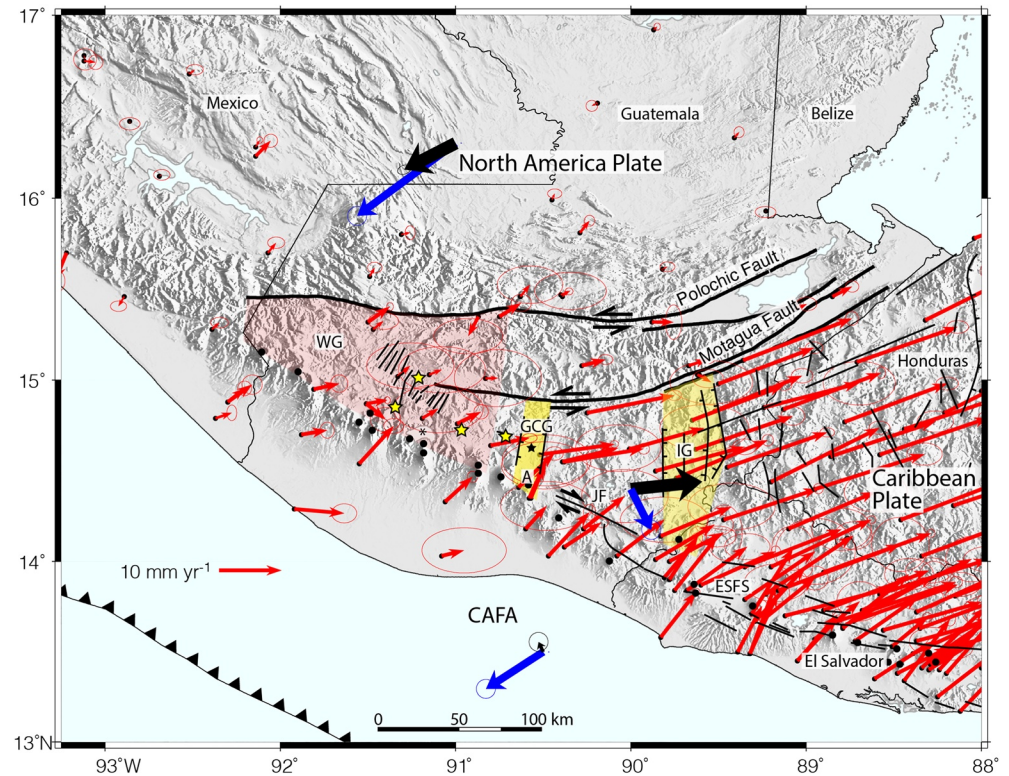 17°
Mexico
Guatemala
Belize
North America Plate
16°
Polochic Fault
Motagua Fault
WG
Honduras
15°
GCG
IG
A
JF
Caribbean
Plate
*
14°
10 mm yr-1
ESFS
CAFA
El Salvador
0 50 100 km
13°N
93°W 92° 91° 90° 89° 88°